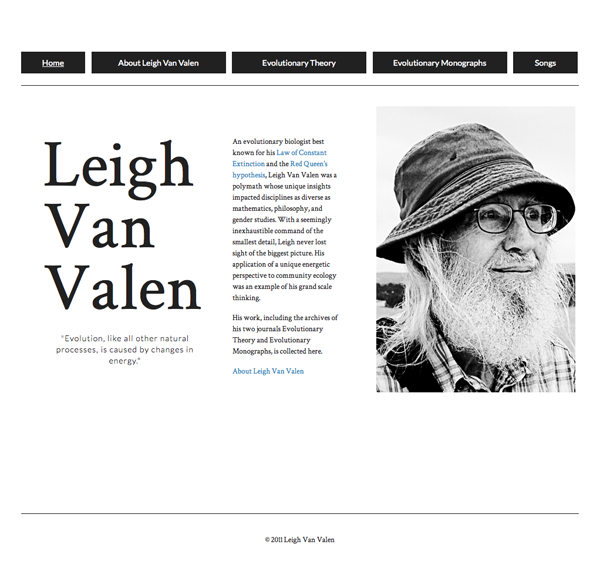 Home
About Leigh Van Valen
Evolutionary Theory
Evolutionary Monographs
Songs
Leigh
Van
Valen
"Evolution, like all other natural
processes, is caused by changes in
energy."
An evolutionary biologist best
known for his Law of Constant
Extinction and the Red Queen's
hypothesis, Leigh Van Valen was a
polymath whose unique insights
impacted disciplines as diverse as
mathematics, philosophy, and
gender studies. With a seemingly
inexhaustible command of the
smallest detail, Leigh never lost
sight of the biggest picture. His
application of a unique energetic
perspective to community ecology
was an example of his grand scale
thinking.
His work, including the archives of
his two journals Evolutionary
Theory and Evolutionary
Monographs, is collected here.
About Leigh Van Valen
© 2011 Leigh Van Valen